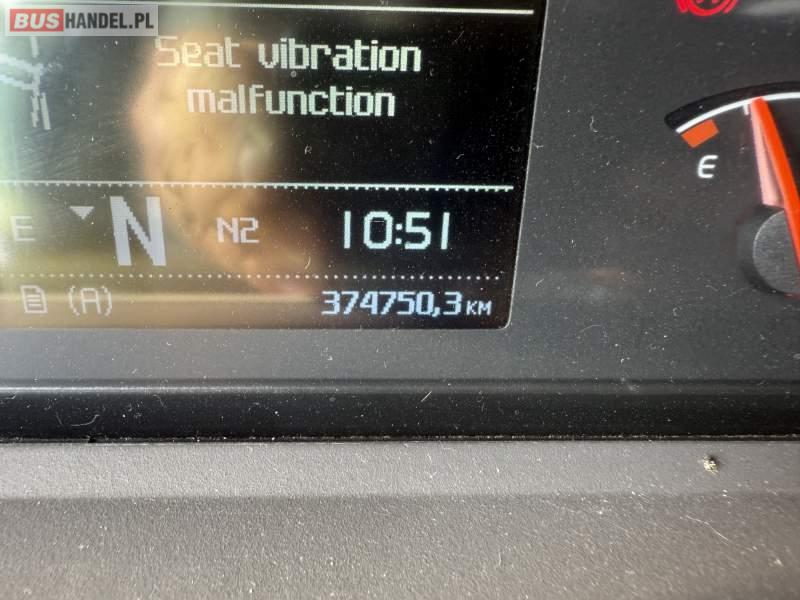 BUSHANDEL.PL
Seat vibration
malfunction
E N N2 10:51
(A) 374750,3 KM
E